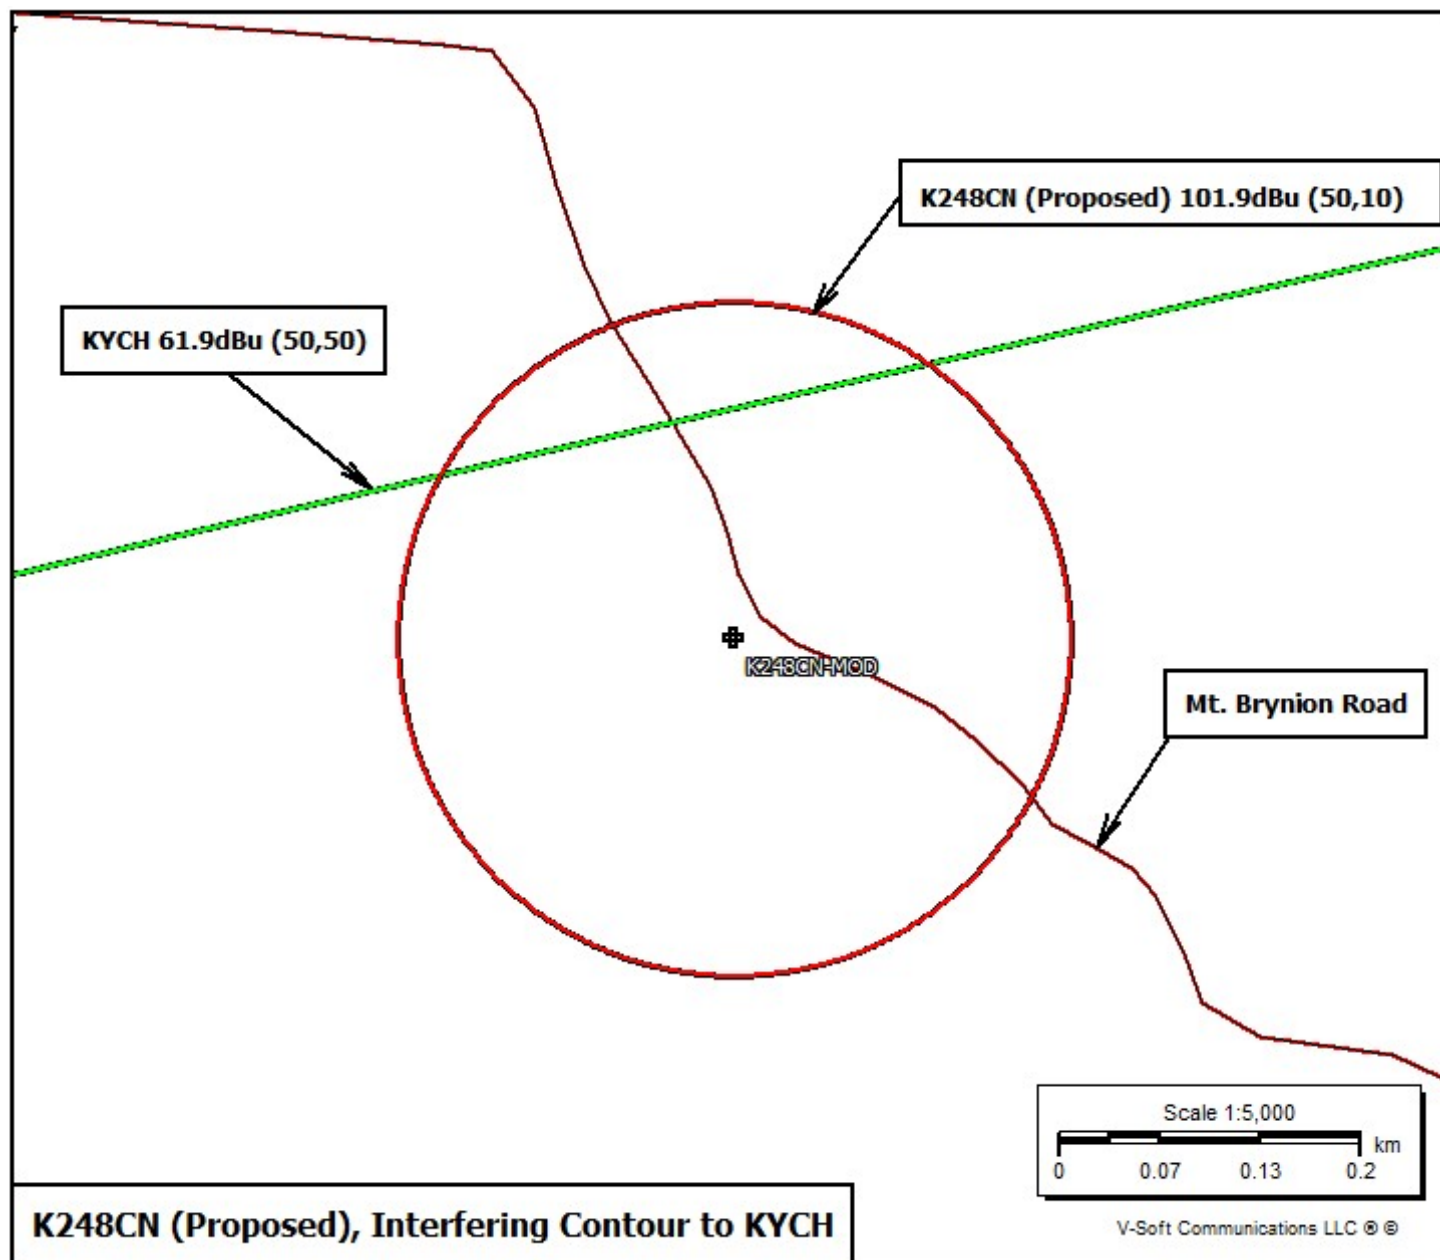 K248CN (Proposed) 101.9dBu (50,10)
KYCH 61.9dBu (50,50)
K248CN-MOD
Mt. Brynion Road
Scale 1:5,000
km
0 0.07 0.13 0.2
K248CN (Proposed), Interfering Contour to KYCH
V-Soft Communications LLC ® ©